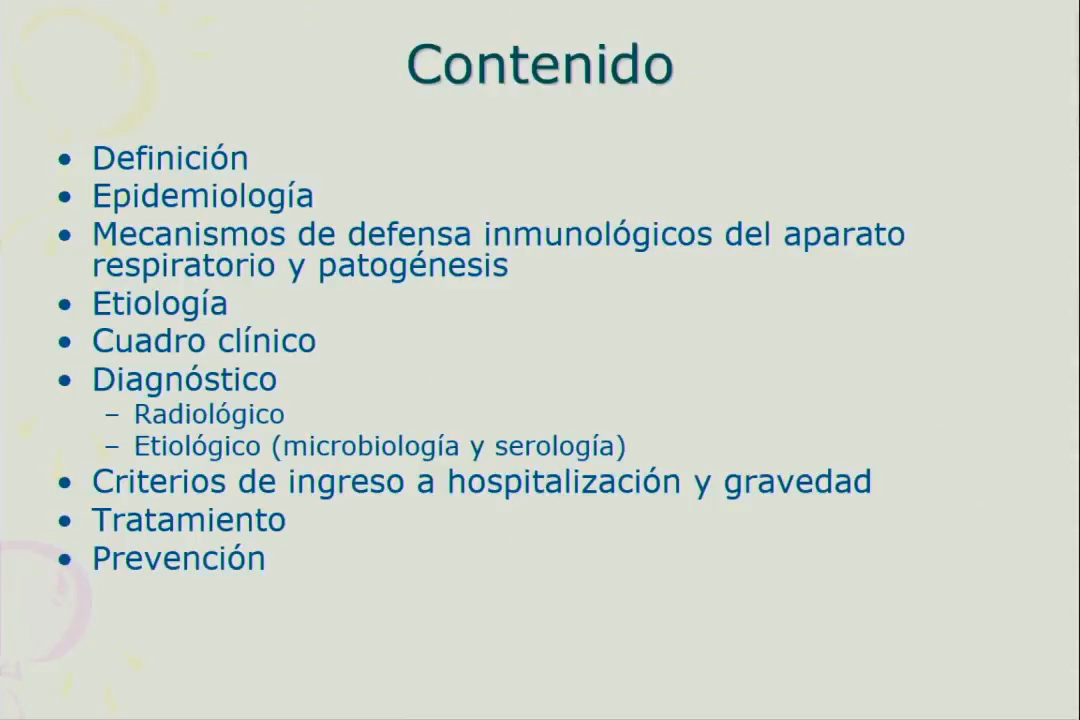 Contenido
• Definición
• Epidemiología
• Mecanismos de defensa inmunológicos del aparato
respiratorio y patogénesis
• Etiología
• Cuadro clínico
• Diagnóstico
– Radiológico
– Etiológico (microbiología y serología)
• Criterios de ingreso a hospitalización y gravedad
• Tratamiento
• Prevención